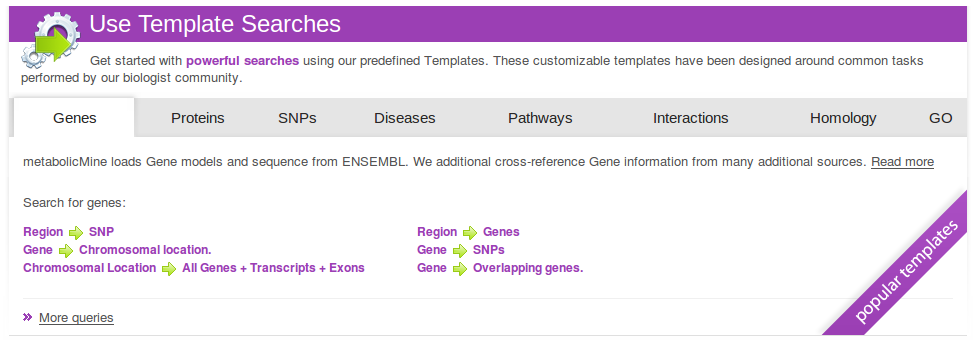 Use Template Searches
Get started with powerful searches using our predefined Templates. These customizable templates have been designed around common tasks
performed by our biologist community.
Genes Proteins SNPs Diseases Pathways Interactions Homology GO
metabolicMine loads Gene models and sequence from ENSEMBL. We additional cross-reference Gene information from many additional sources. Read more
Search for genes:
Region SNP
Gene Chromosomal location.
Chromosomal Location All Genes + Transcripts + Exons
Region Genes
Gene SNPs
Gene Overlapping genes.
popular templates
More queries